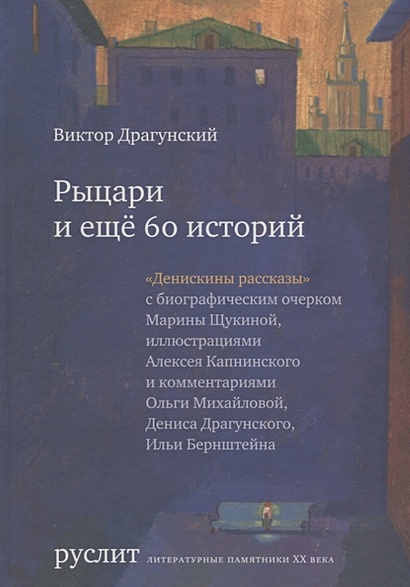 Виктор Драгунский
Рыцари
и ещё 60 историй
«Денискины рассказы»
с биографическим очерком
Марины Щукиной,
иллюстрациями
Алексея Капнинского
и комментариями
Ольги Михайловой,
Дениса Драгунского,
Ильи Бернштейна
руслит ЛИТЕРАТУРНЫЕ ПАМЯТНИКИ XX ВЕКА